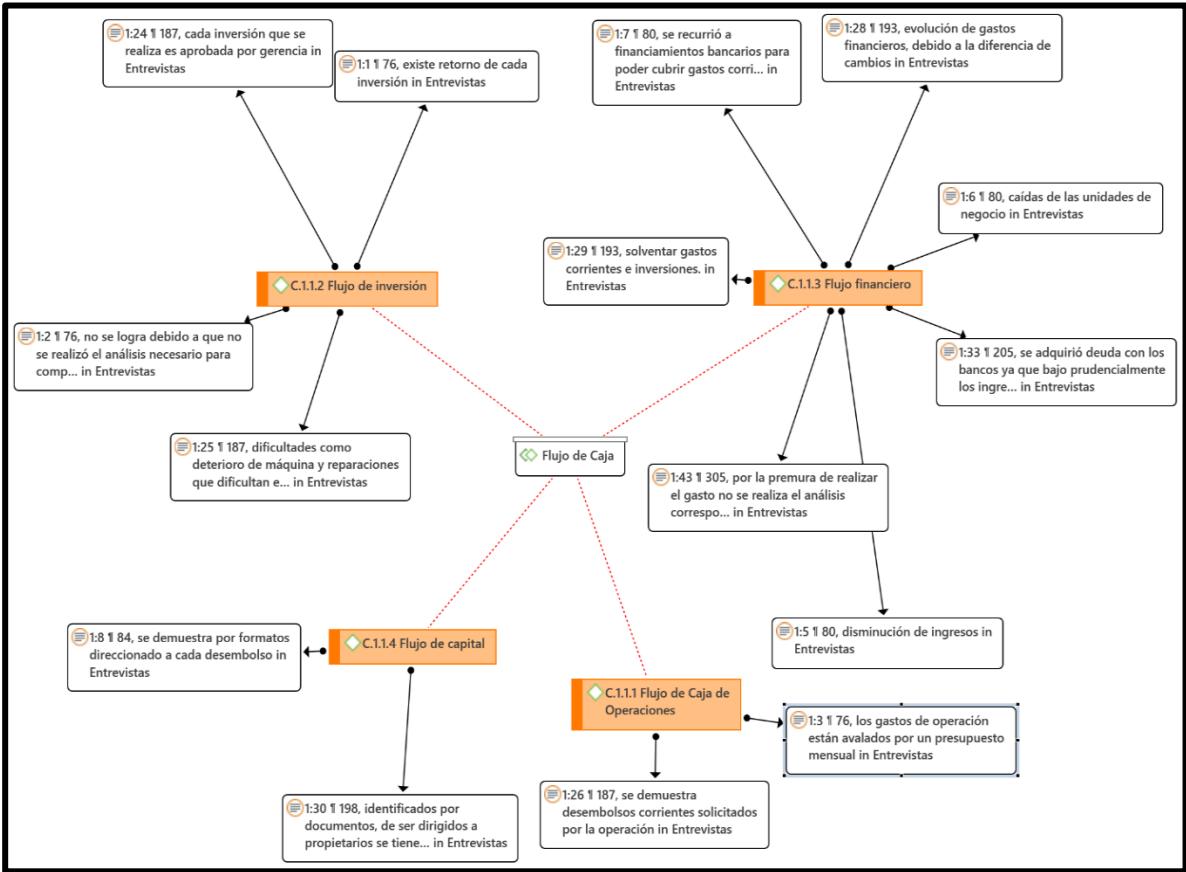 1:24 ¶ 187, cada inversión que se
realiza es aprobada por gerencia in
Entrevistas
1:1 ¶ 76, existe retorno de cada
inversión in Entrevistas
1:7 ¶ 80, se recurrió a
financiamientos bancarios para
poder cubrir gastos corri... in
Entrevistas
1:28 ¶ 193, evolución de gastos
financieros, debido a la diferencia de
cambios in Entrevistas
1:6 ¶ 80, caídas de las unidades de
negocio in Entrevistas
1:29 ¶ 193, solventar gastos
corrientes e inversiones. in
Entrevistas
C.1.1.2 Flujo de inversión
C.1.1.3 Flujo financiero
1:2 ¶ 76, no se logra debido a que no
se realizó el análisis necesario para
comp... in Entrevistas
1:33 ¶ 205, se adquirió deuda con los
bancos ya que bajo prudencialmente
los ingre... in Entrevistas
1:25 ¶ 187, dificultades como
deterioro de máquina y reparaciones
que dificultan e... in Entrevistas
Flujo de Caja
1:43 ¶ 305, por la premura de realizar
el gasto no se realiza el análisis
correspo... in Entrevistas
1:8 ¶ 84, se demuestra por formatos
direccionado a cada desembolso in
Entrevistas
C.1.1.4 Flujo de capital
1:5 ¶ 80, disminución de ingresos in
Entrevistas
C.1.1.1 Flujo de Caja de
Operaciones
1:3 ¶ 76, los gastos de operación
están avalados por un presupuesto
mensual in Entrevistas
1:30 ¶ 198, identificados por
documentos, de ser dirigidos a
propietarios se tiene... in Entrevistas
1:26 ¶ 187, se demuestra
desembolsos corrientes solicitados
por la operación in Entrevistas